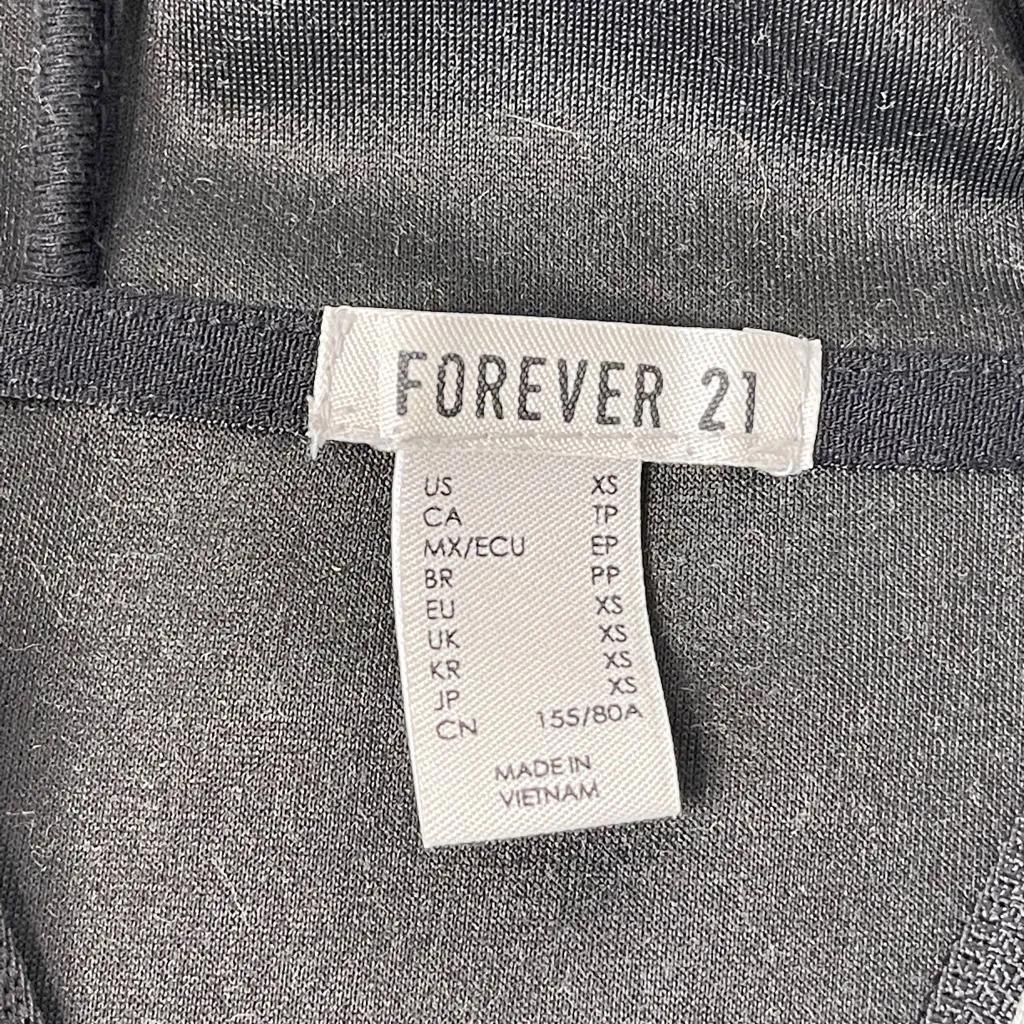 FOREVER 21
US XS
CA TP
MX/ECU EP
BR PP
EU XS
UK XS
KR XS
JP XS
CN 155/80A
MADE IN
VIETNAM